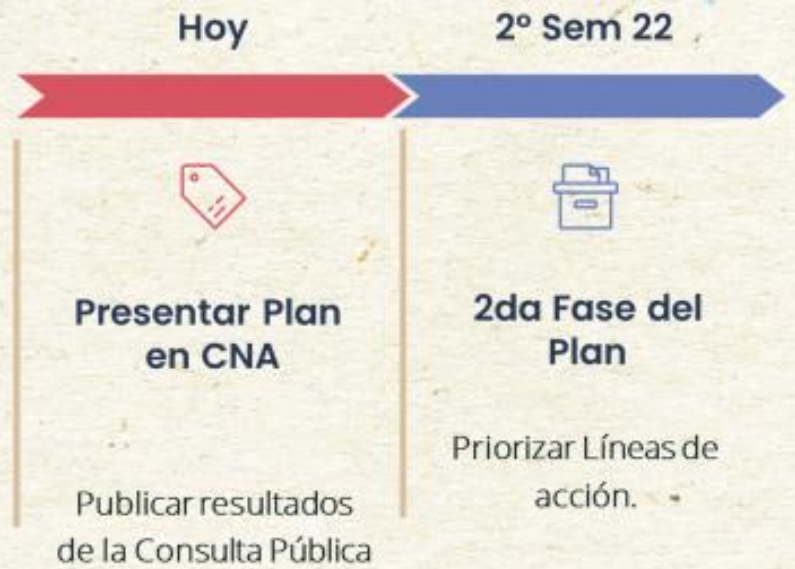 Hoy
2º Sem 22
Presentar Plan
en CNA
Publicar resultados
de la Consulta Pública
2da Fase del
Plan
Priorizar Líneas de
acción.